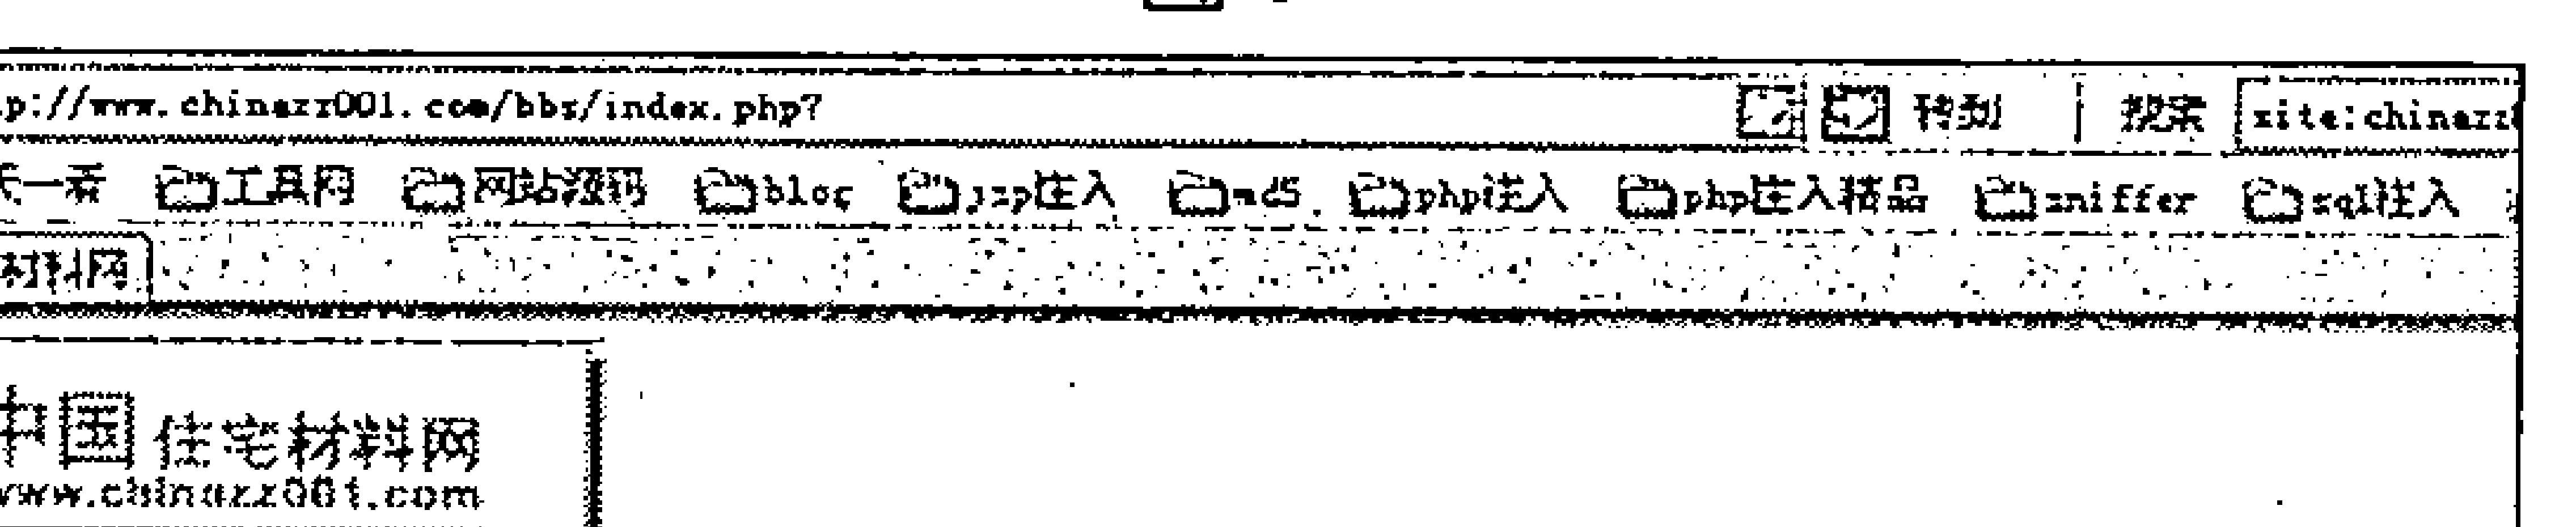 p://www.chinazz001.com/bbs/index.php? 转到 搜索 site:chinazz
天一看 工具网 网站源码 blog jsp注入 md5 php注入 php注入精品 sniffer sql注入
材料网
中国住宅材料网
www.chinazz001.com